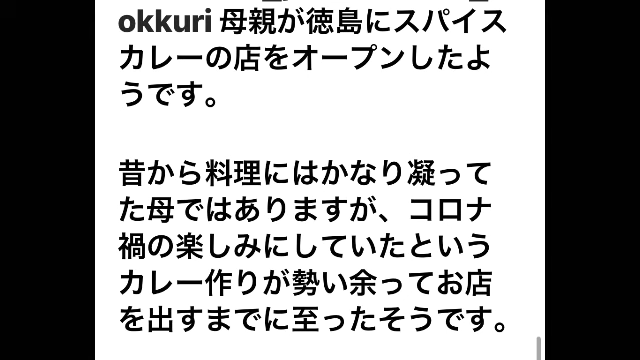 okkuri 母親が徳島にスパイス
カレーの店をオープンしたよ
うです。
昔から料理にはかなり凝って
た母ではありますが、コロナ
禍の楽しみにしていたという
カレー作りが勢い余ってお店
を出すまでに至ったそうです。